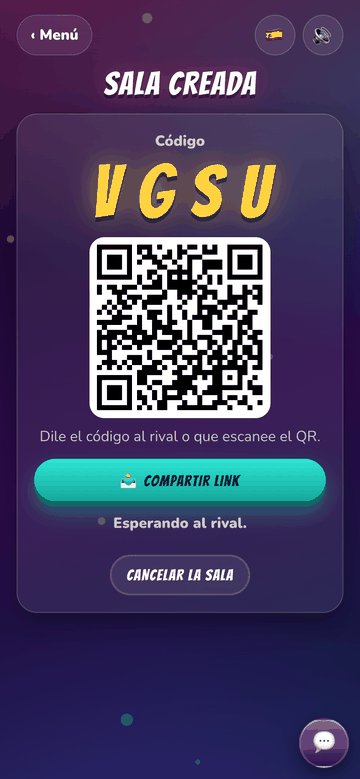 ‹ Menú
SALA CREADA
Código
VGSU
Dile el código al rival o que escanee el QR.
COMPARTIR LINK
Esperando al rival.
CANCELAR LA SALA